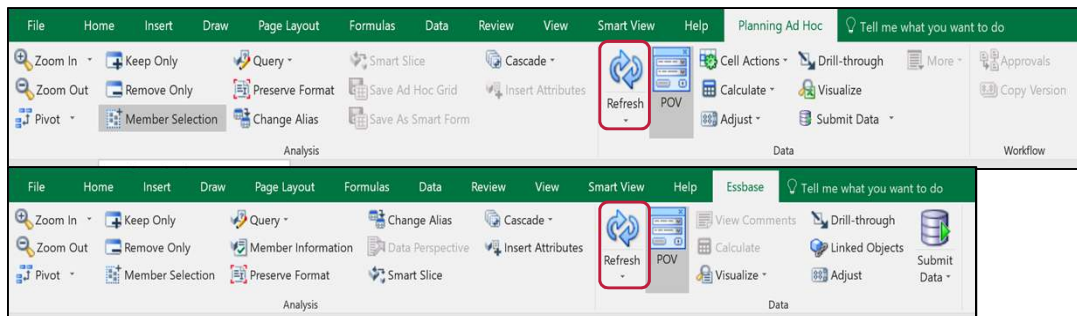 File Home Insert Draw Page Layout Formulas Data Review View Smart View Help Planning Ad Hoc Tell me what you want to do
Zoom In Keep Only Query Smart Slice Cascade Cell Actions Drill-through More Approvals
Zoom Out Remove Only Preserve Format Save Ad Hoc Grid Insert Attributes Refresh POV Calculate Visualize Copy Version
Pivot Member Selection Change Alias Save As Smart Form Adjust Submit Data
Analysis Data Workflow
File Home Insert Draw Page Layout Formulas Data Review View Smart View Help Essbase Tell me what you want to do
Zoom In Keep Only Query Change Alias Cascade View Comments Drill-through
Zoom Out Remove Only Member Information Data Perspective Insert Attributes Refresh POV Calculate Linked Objects Submit
Pivot Member Selection Preserve Format Smart Slice Visualize Adjust Data
Analysis Data